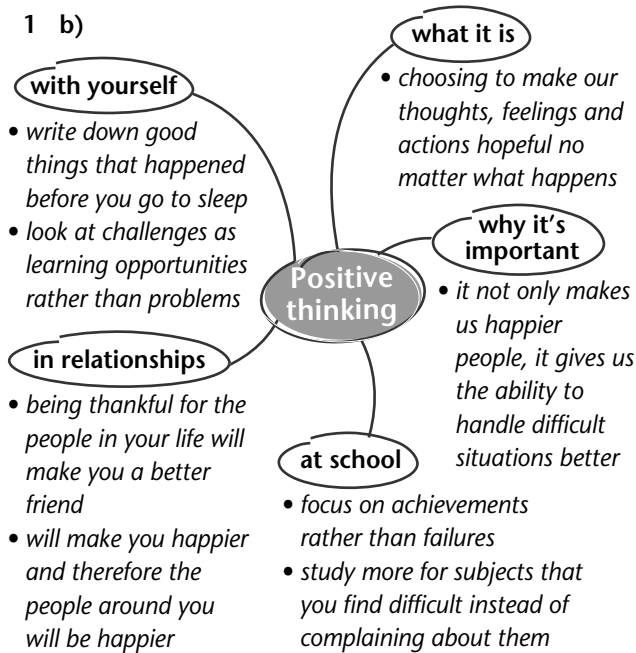 1 b)
with yourself
• write down good
things that happened
before you go to sleep
• look at challenges as
learning opportunities
rather than problems
what it is
• choosing to make our
thoughts, feelings and
actions hopeful no
matter what happens
Positive
thinking
why it's
important
• it not only makes
us happier
people, it gives us
the ability to
handle difficult
situations better
in relationships
• being thankful for the
people in your life will
make you a better
friend
• will make you happier
and therefore the
people around you
will be happier
at school
• focus on achievements
rather than failures
• study more for subjects that
you find difficult instead of
complaining about them